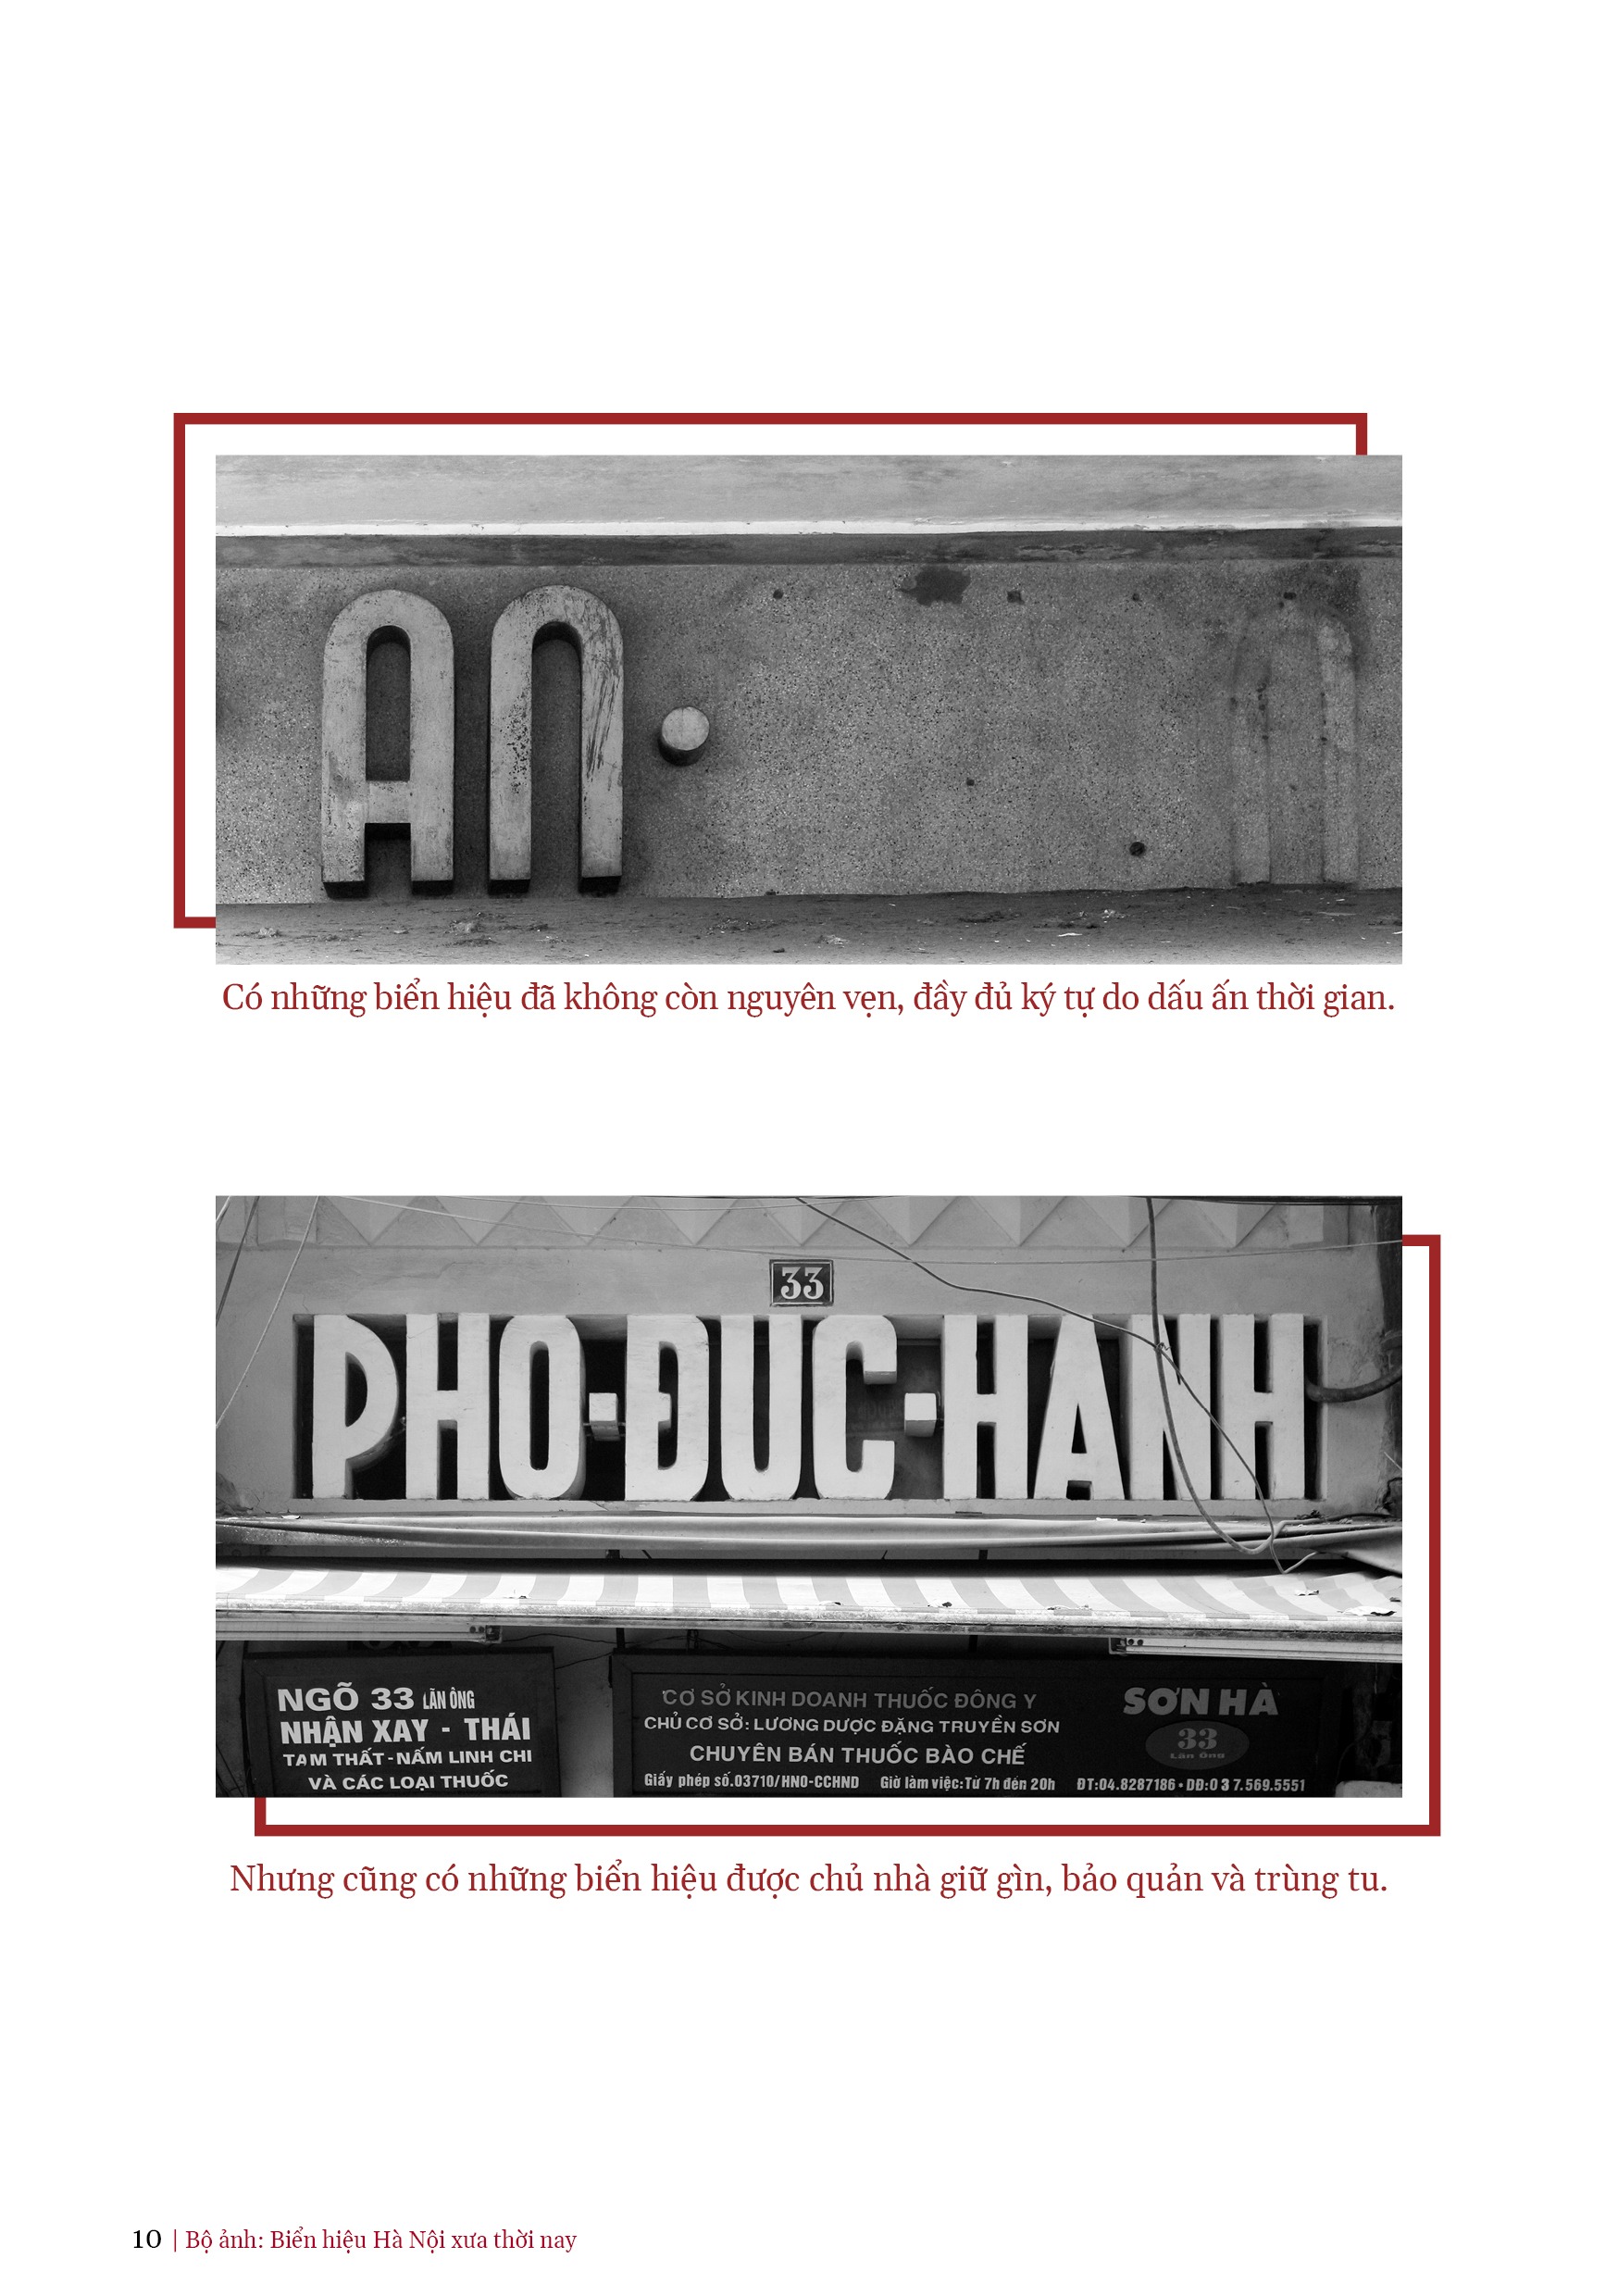 AN·
Có những biển hiệu đã không còn nguyên vẹn, đầy đủ ký tự do dấu ấn thời gian.
33
PHO-ĐUC-HANH
NGÕ 33 LÃN ÔNG
NHẬN XAY - THÁI
TAM THẤT - NẤM LINH CHI
VÀ CÁC LOẠI THUỐC
CƠ SỞ KINH DOANH THUỐC ĐÔNG Y
CHỦ CƠ SỞ: LƯƠNG DƯỢC ĐẶNG TRUYỀN SƠN
CHUYÊN BÁN THUỐC BÀO CHẾ
Giấy phép số.03710/HNO-CCHND Giờ làm việc:Từ 7h đến 20h ĐT:04.8287186 • DĐ:0 3 7.569.5551
SƠN HÀ
33
Lãn Ông
Nhưng cũng có những biển hiệu được chủ nhà giữ gìn, bảo quản và trùng tu.
10 | Bộ ảnh: Biển hiệu Hà Nội xưa thời nay